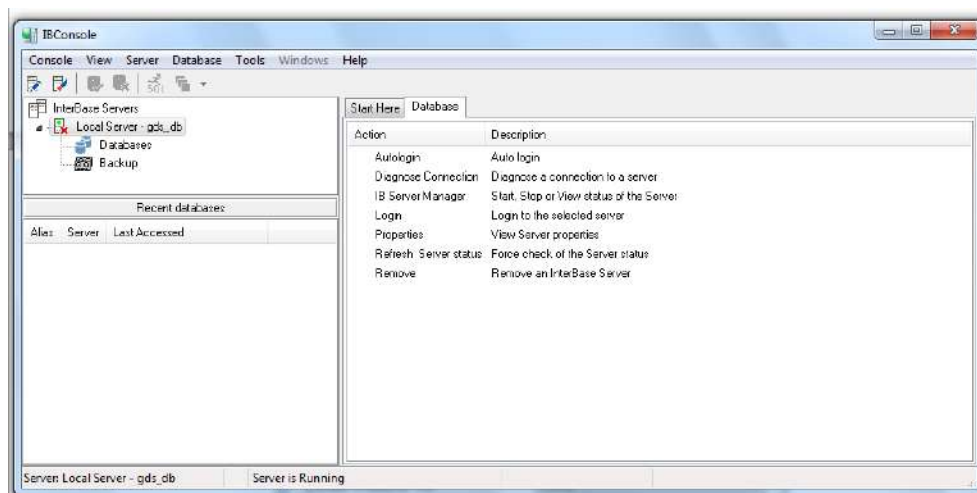 IBConsole
Console View Server Database Tools Windows Help
SQL
InterBase Servers
Local Server - gds_db
Databases
Backup
Recent databases
Alias Server Last Accessed
Start Here Database
Action Description
Autologin Auto login
Diagnose Connection Diagnose a connection to a server
IB Server Manager Start, Stop or View status of the Server
Login Login to the selected server
Properties View Server properties
Refresh Server status Force check of the Server status
Remove Remove an InterBase Server
Server: Local Server - gds_db Server is Running